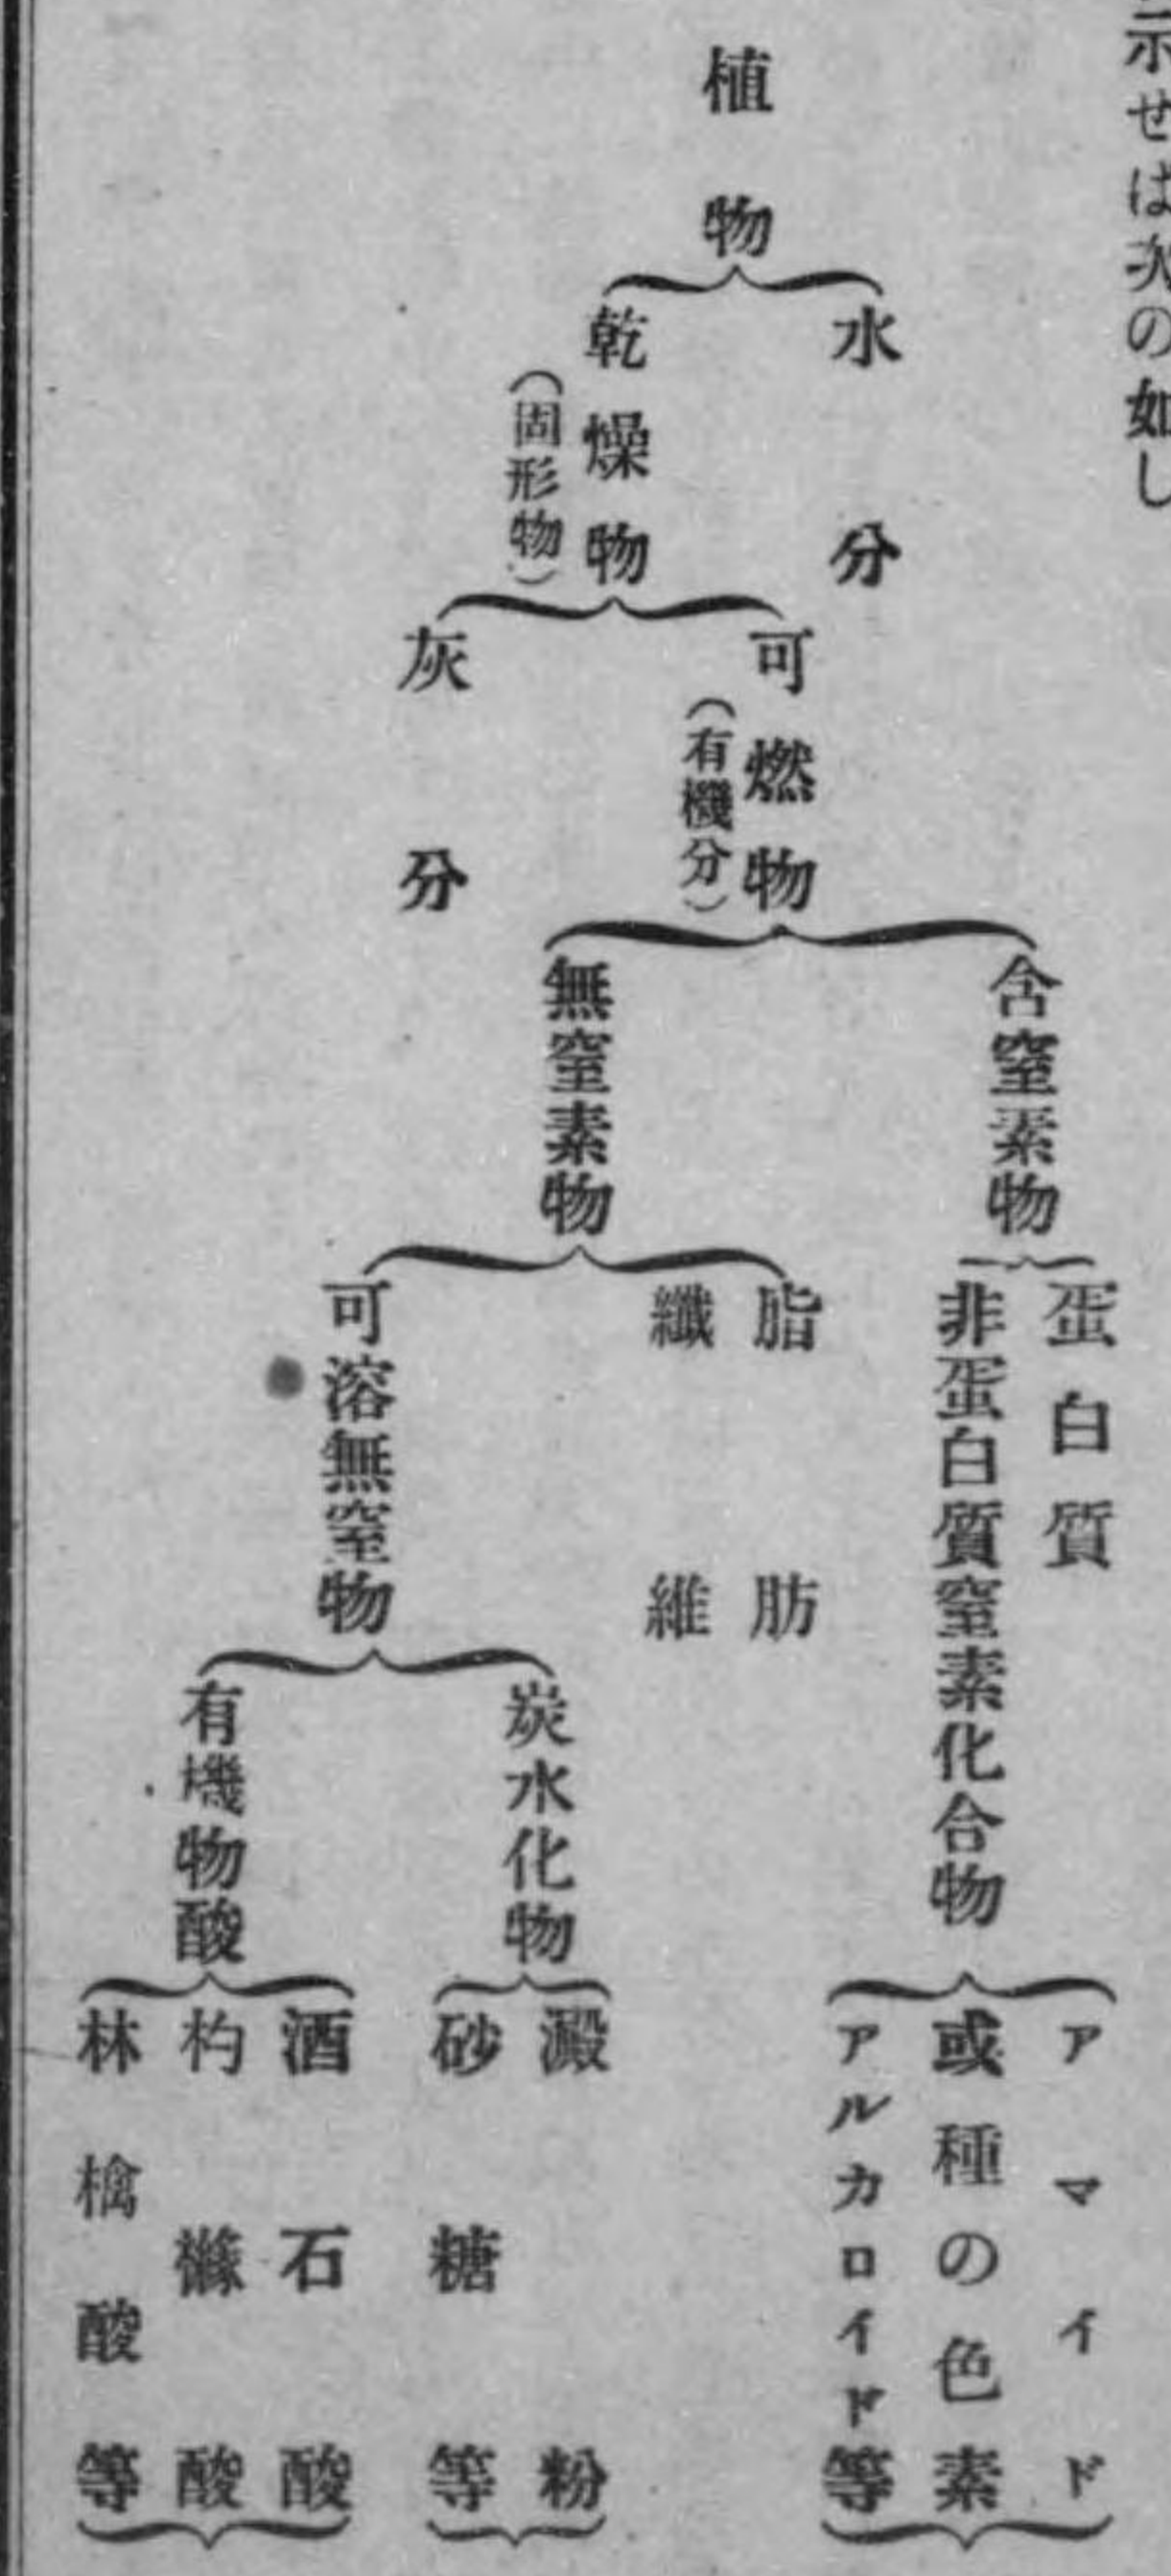 示せば次の如し
植物
水分
乾燥物
(固形物)
可燃物
(有機分)
灰分
含窒素物
無窒素物
蛋白質
非蛋白質窒素化合物
脂肪
纖維
可溶無窒物
炭水化物
有機物酸
アマイド
或種の色素
アルカロイド等
澱粉
砂糖等
酒石酸
枸櫞酸
林檎酸等